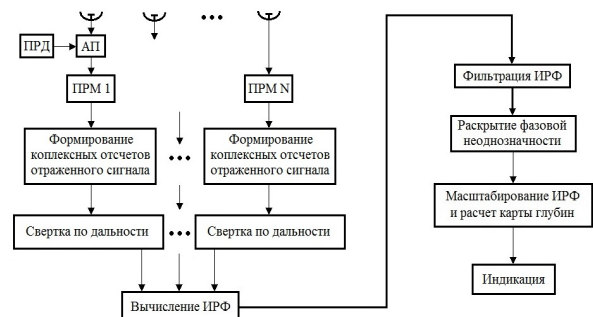 ПРД
АП
ПРМ 1
ПРМ N
Формирование
коплексных отсчетов
отраженного сигнала
Формирование
коплексных отсчетов
отраженного сигнала
Свертка по дальности
Свертка по дальности
Вычисление ИРФ
Фильтрация ИРФ
Раскрытие фазовой
неоднозначности
Масштабирование ИРФ
и расчет карты глубин
Индикация